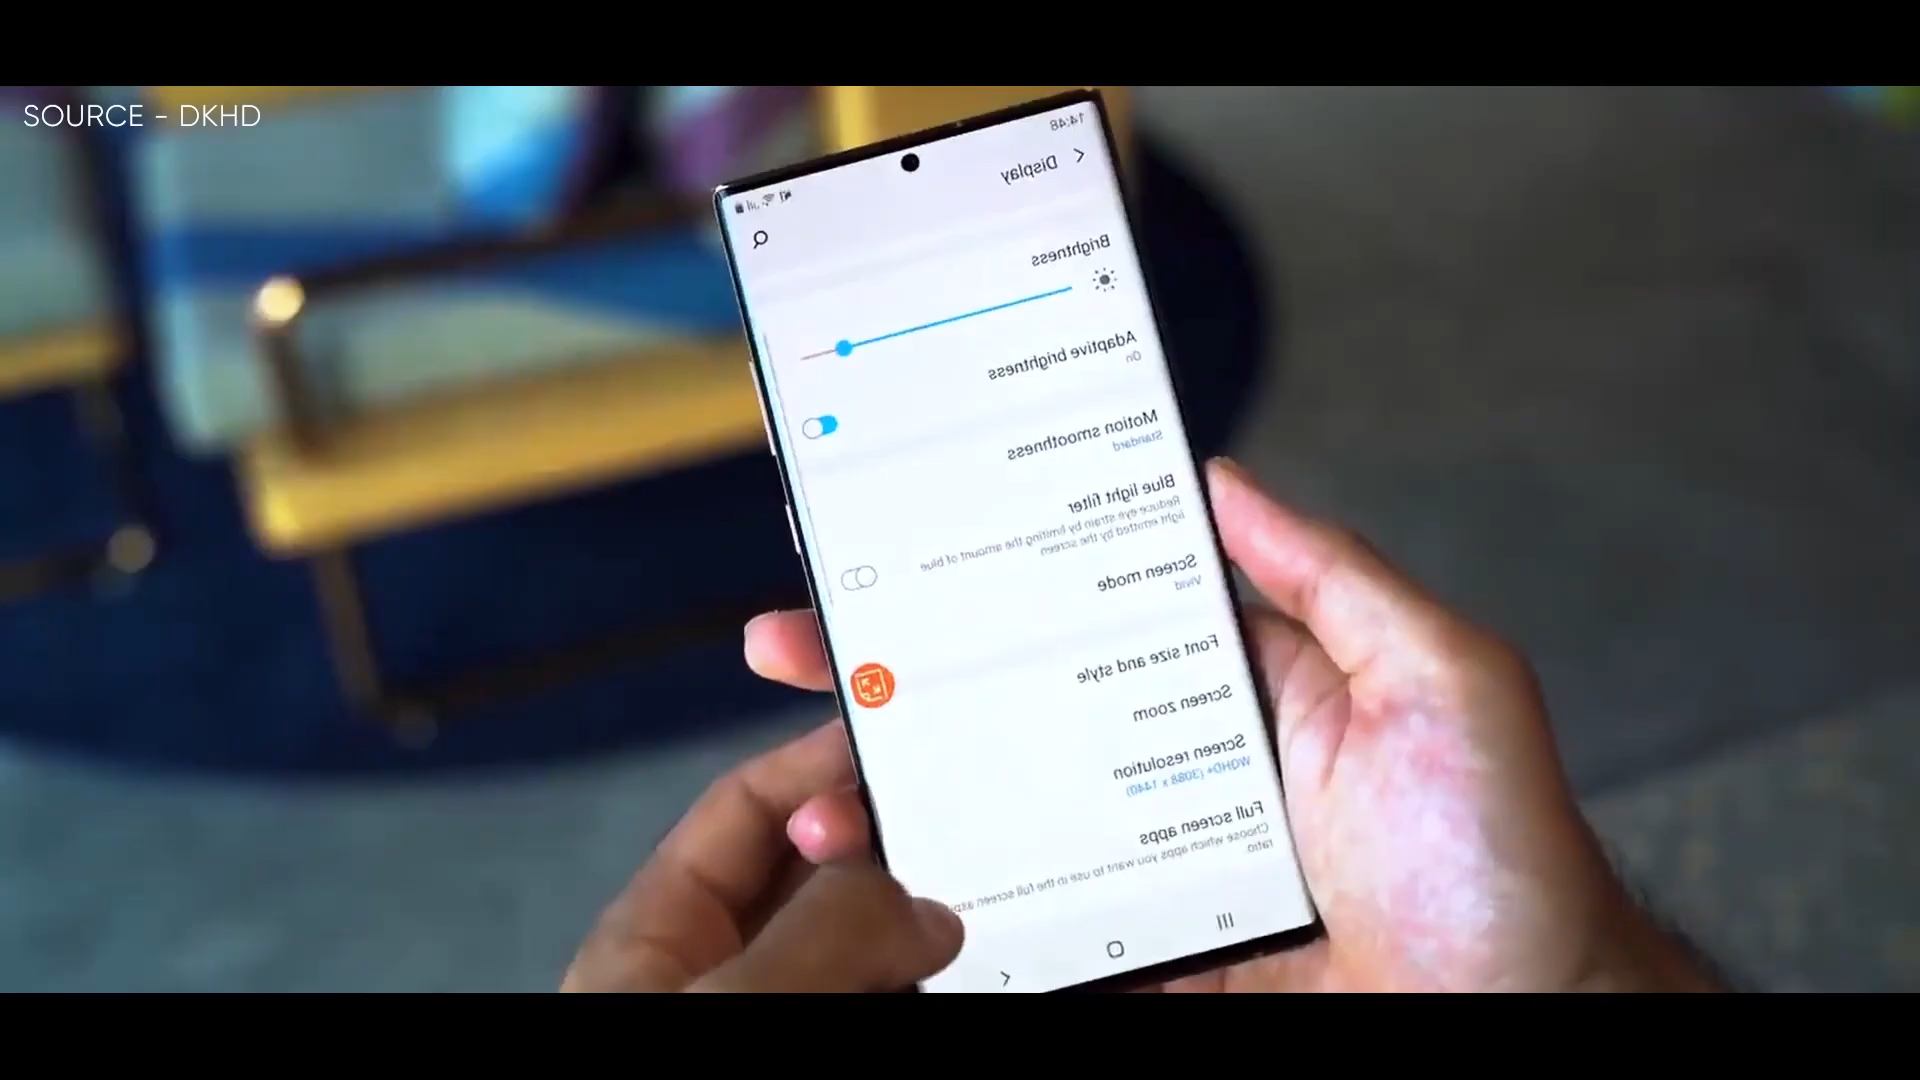 SOURCE - DKHD
14:48
Display
Brightness
Adaptive brightness
On
Motion smoothness
Standard
Blue light filter
Reduce eye strain by limiting the amount of blue
light emitted by the screen
Screen mode
Vivid
Font size and style
Screen zoom
Screen resolution
WQHD+ (3088 x 1440)
Full screen apps
Choose which apps you want to use in the full screen
ratio.